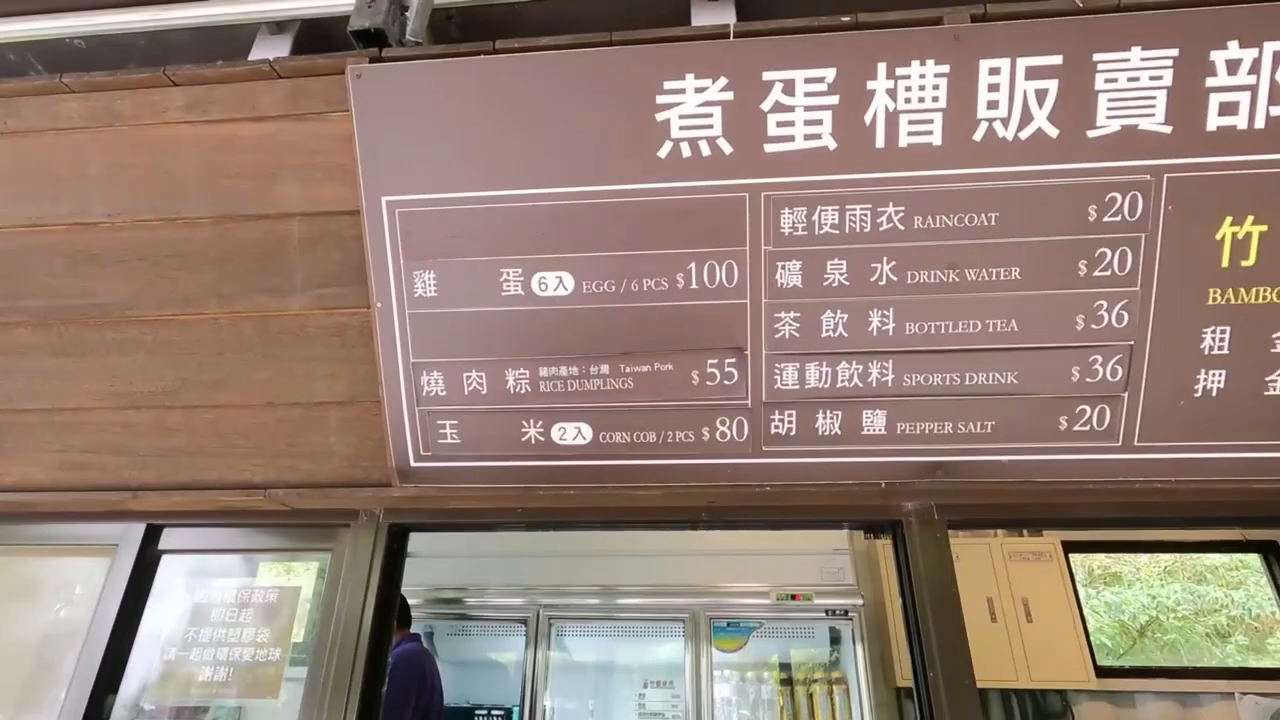 煮蛋槽販賣部
雞蛋 6入 EGG / 6 PCS $100
燒肉粽 豬肉產地：台灣 Taiwan Pork RICE DUMPLINGS $55
玉米 2入 CORN COB / 2 PCS $80
輕便雨衣 RAINCOAT $20
礦泉水 DRINK WATER $20
茶飲料 BOTTLED TEA $36
運動飲料 SPORTS DRINK $36
胡椒鹽 PEPPER SALT $20
竹
BAMBO
租金
押金
環保政策
即日起
不提供塑膠袋
請一起做環保愛地球
謝謝!